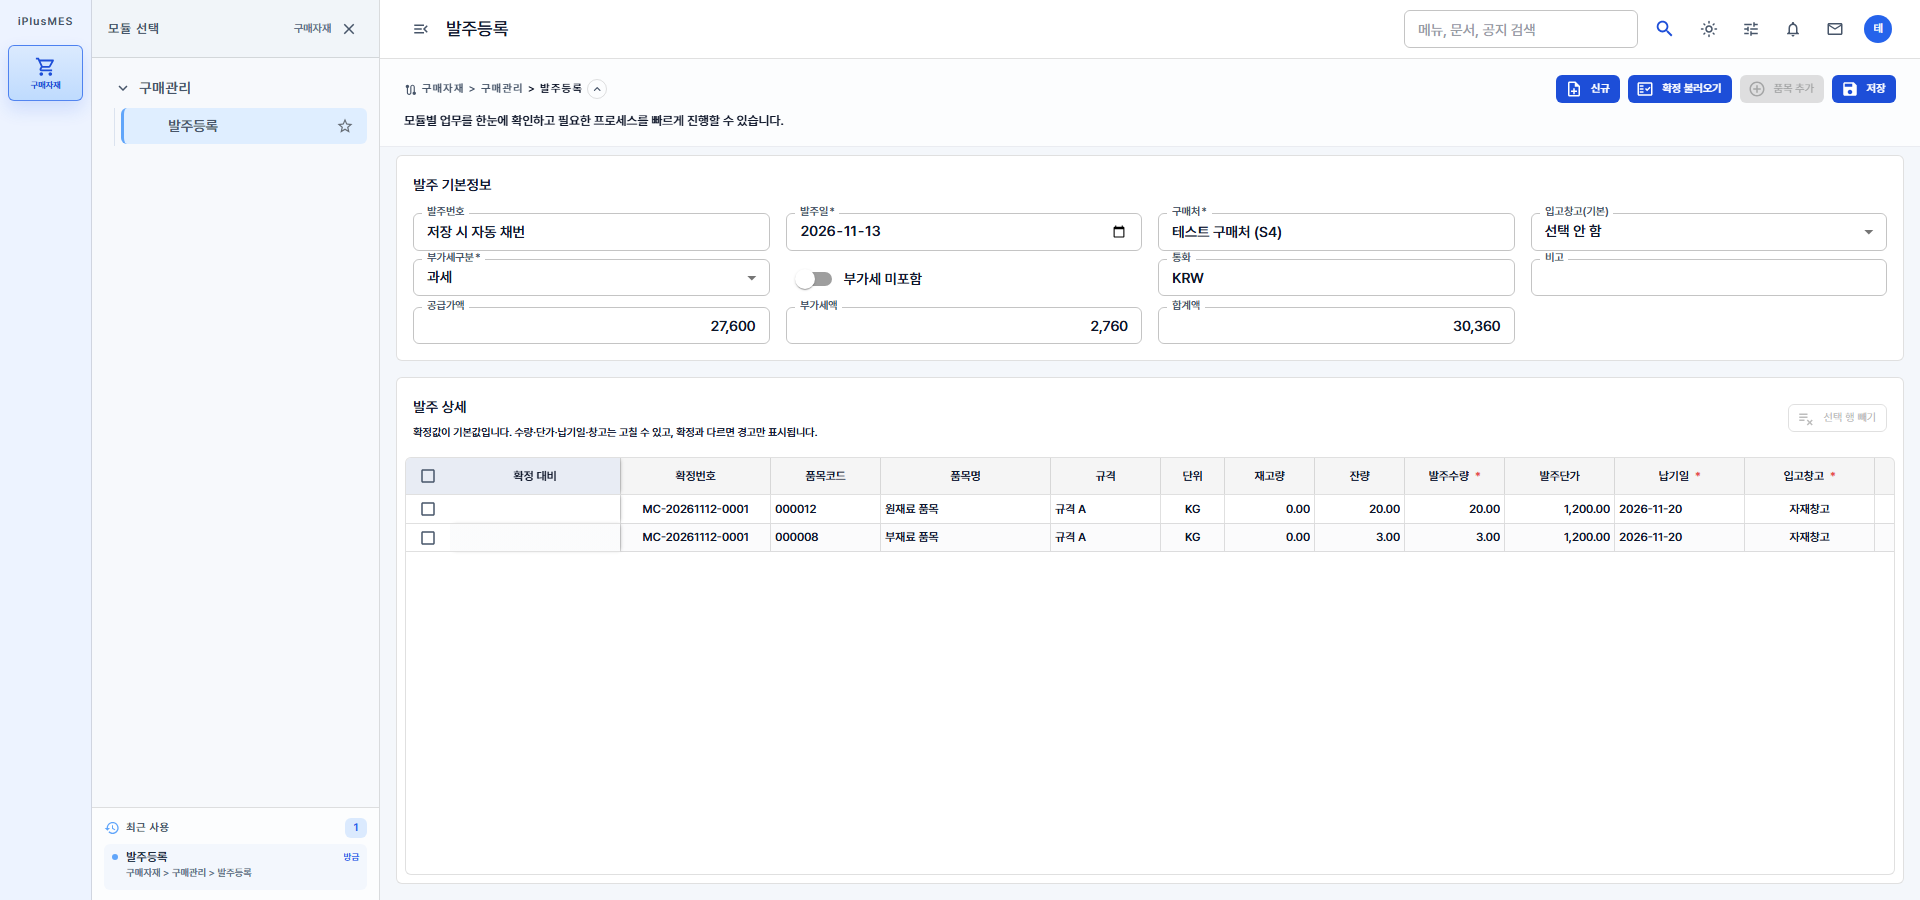 iPlusMES
구매자재
모듈 선택
구매자재
구매관리
발주등록
최근 사용
1
발주등록
방금
구매자재 > 구매관리 > 발주등록
발주등록
메뉴, 문서, 공지 검색
테
구매자재 > 구매관리 > 발주등록
신규
확정 불러오기
품목 추가
저장
모듈별 업무를 한눈에 확인하고 필요한 프로세스를 빠르게 진행할 수 있습니다.
발주 기본정보
발주번호
저장 시 자동 채번
발주일 *
2026-11-13
구매처 *
테스트 구매처 (S4)
입고창고(기본)
선택 안 함
부가세구분 *
과세
부가세 미포함
통화
KRW
비고
공급가액
27,600
부가세액
2,760
합계액
30,360
발주 상세
확정값이 기본값입니다. 수량·단가·납기일·창고는 고칠 수 있고, 확정과 다르면 경고만 표시됩니다.
선택 행 빼기
확정 대비 확정번호 품목코드 품목명 규격 단위 재고량 잔량 발주수량 * 발주단가 납기일 * 입고창고 *
MC-20261112-0001 000012 원재료 품목 규격 A KG 0.00 20.00 20.00 1,200.00 2026-11-20 자재창고
MC-20261112-0001 000008 부재료 품목 규격 A KG 0.00 3.00 3.00 1,200.00 2026-11-20 자재창고